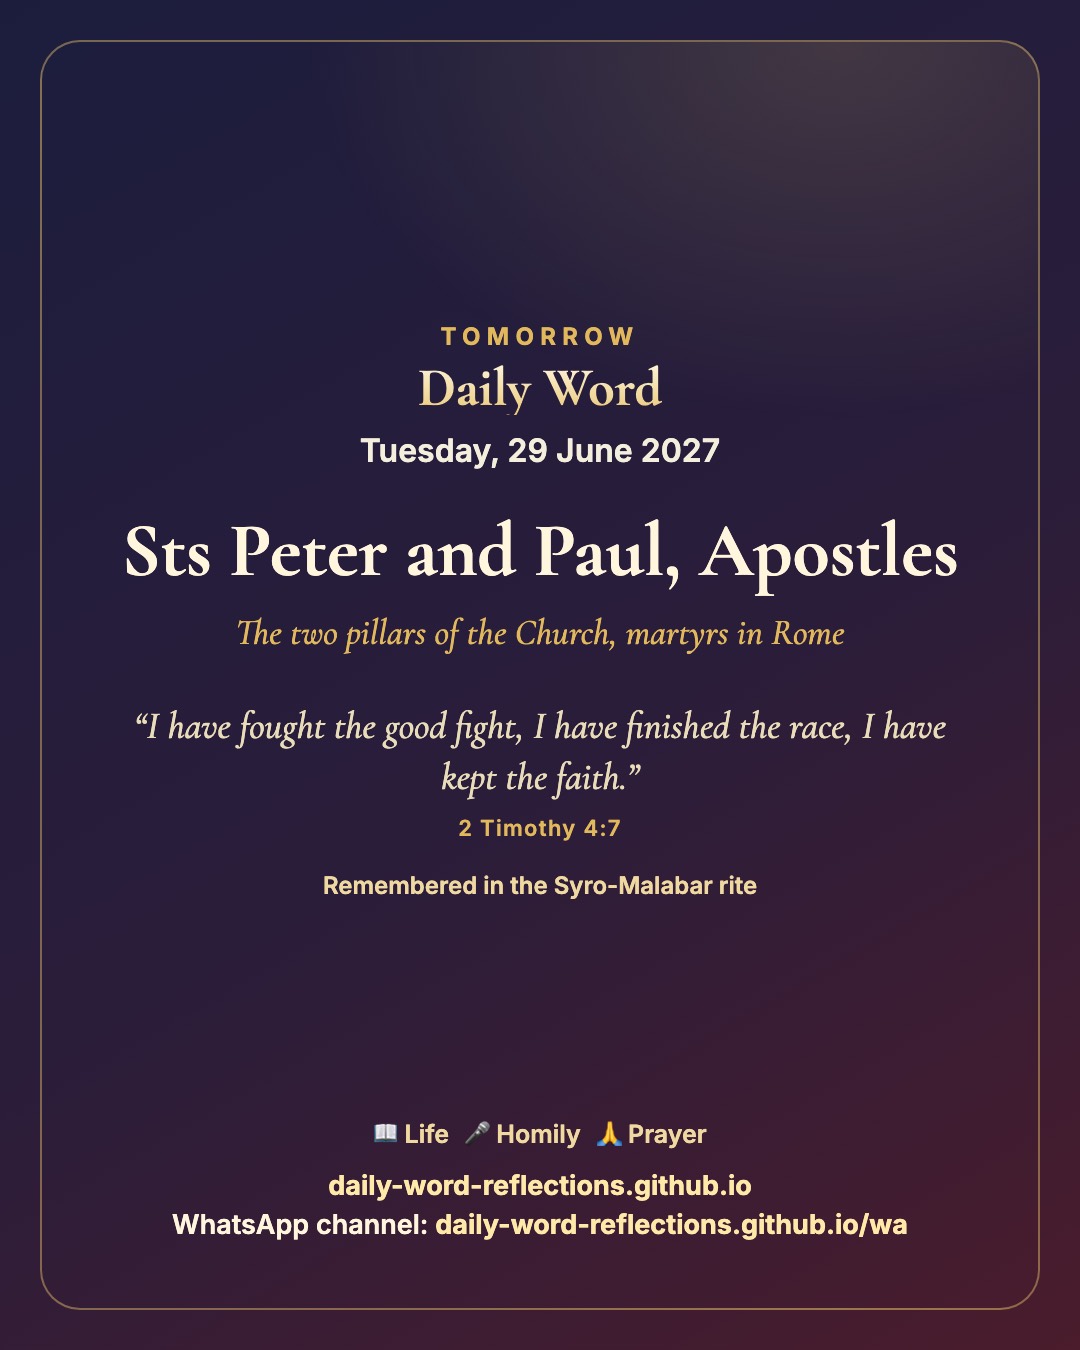 TOMORROW
Daily Word
Tuesday, 29 June 2027
Sts Peter and Paul, Apostles
The two pillars of the Church, martyrs in Rome
“I have fought the good fight, I have finished the race, I have
kept the faith.”
2 Timothy 4:7
Remembered in the Syro-Malabar rite
📖 Life 🎤 Homily 🙏 Prayer
daily-word-reflections.github.io
WhatsApp channel: daily-word-reflections.github.io/wa